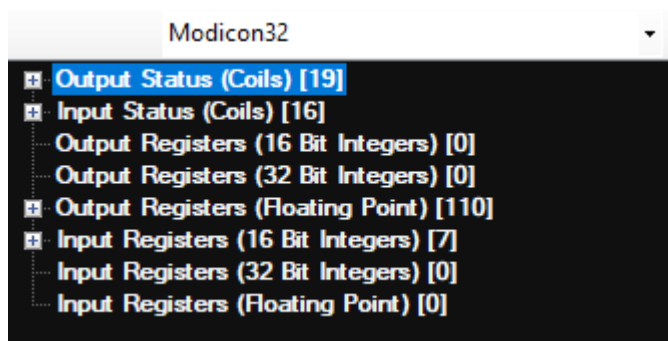 Modicon32
Output Status (Coils) [19]
Input Status (Coils) [16]
Output Registers (16 Bit Integers) [0]
Output Registers (32 Bit Integers) [0]
Output Registers (Floating Point) [110]
Input Registers (16 Bit Integers) [7]
Input Registers (32 Bit Integers) [0]
Input Registers (Floating Point) [0]